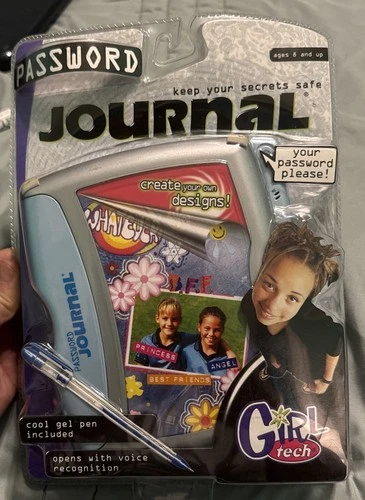 PASSWORD
ages 6 and up
keep your secrets safe
JOURNAL
your
password
please!
create your own
designs!
WHATEVER
B.F.F.
PASSWORD
JOURNAL
PRINCESS
ANGEL
BEST FRIENDS
cool gel pen
included
GiRL
tech
opens with voice
recognition